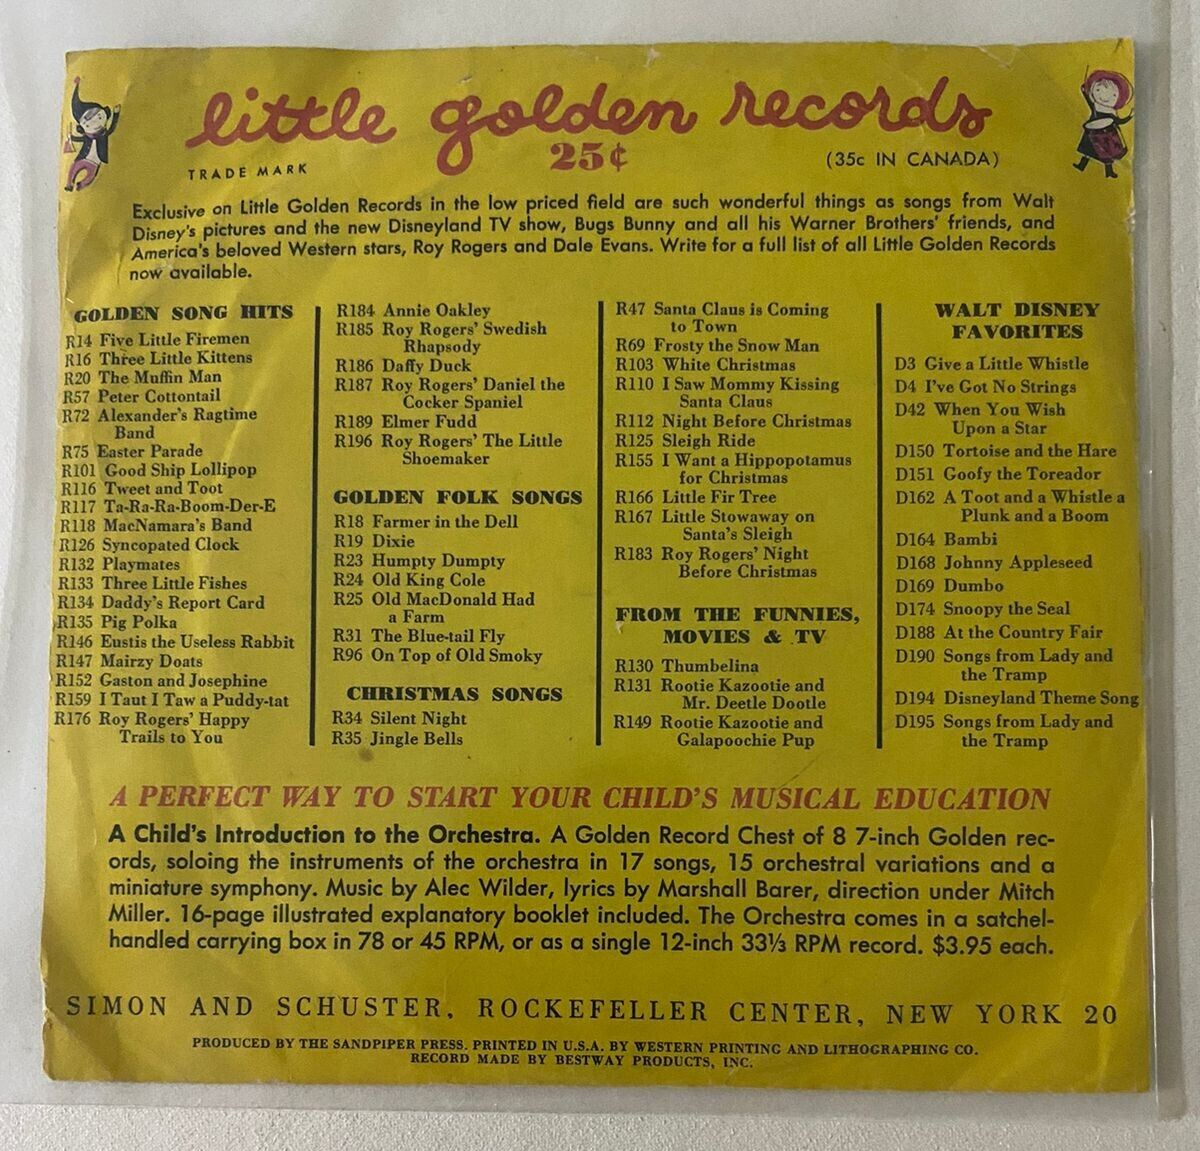 little golden records
25¢
TRADE MARK
(35c IN CANADA)
Exclusive on Little Golden Records in the low priced field are such wonderful things as songs from Walt
Disney's pictures and the new Disneyland TV show, Bugs Bunny and all his Warner Brothers' friends, and
America's beloved Western stars, Roy Rogers and Dale Evans. Write for a full list of all Little Golden Records
now available.
GOLDEN SONG HITS
R14 Five Little Firemen
R16 Three Little Kittens
R20 The Muffin Man
R57 Peter Cottontail
R72 Alexander's Ragtime
Band
R75 Easter Parade
R101 Good Ship Lollipop
R116 Tweet and Toot
R117 Ta-Ra-Ra-Boom-Der-E
R118 MacNamara's Band
R126 Syncopated Clock
R132 Playmates
R133 Three Little Fishes
R134 Daddy's Report Card
R135 Pig Polka
R146 Eustis the Useless Rabbit
R147 Mairzy Doats
R152 Gaston and Josephine
R159 I Taut I Taw a Puddy-tat
R176 Roy Rogers' Happy
Trails to You
R184 Annie Oakley
R185 Roy Rogers' Swedish
Rhapsody
R186 Daffy Duck
R187 Roy Rogers' Daniel the
Cocker Spaniel
R189 Elmer Fudd
R196 Roy Rogers' The Little
Shoemaker
GOLDEN FOLK SONGS
R18 Farmer in the Dell
R19 Dixie
R23 Humpty Dumpty
R24 Old King Cole
R25 Old MacDonald Had
a Farm
R31 The Blue-tail Fly
R96 On Top of Old Smoky
CHRISTMAS SONGS
R34 Silent Night
R35 Jingle Bells
R47 Santa Claus is Coming
to Town
R69 Frosty the Snow Man
R103 White Christmas
R110 I Saw Mommy Kissing
Santa Claus
R112 Night Before Christmas
R125 Sleigh Ride
R155 I Want a Hippopotamus
for Christmas
R166 Little Fir Tree
R167 Little Stowaway on
Santa's Sleigh
R183 Roy Rogers' Night
Before Christmas
FROM THE FUNNIES,
MOVIES & TV
R130 Thumbelina
R131 Rootie Kazootie and
Mr. Deetle Dootle
R149 Rootie Kazootie and
Galapoochie Pup
WALT DISNEY
FAVORITES
D3 Give a Little Whistle
D4 I've Got No Strings
D42 When You Wish
Upon a Star
D150 Tortoise and the Hare
D151 Goofy the Toreador
D162 A Toot and a Whistle a
Plunk and a Boom
D164 Bambi
D168 Johnny Appleseed
D169 Dumbo
D174 Snoopy the Seal
D188 At the Country Fair
D190 Songs from Lady and
the Tramp
D194 Disneyland Theme Song
D195 Songs from Lady and
the Tramp
A PERFECT WAY TO START YOUR CHILD'S MUSICAL EDUCATION
A Child's Introduction to the Orchestra. A Golden Record Chest of 8 7-inch Golden rec-
ords, soloing the instruments of the orchestra in 17 songs, 15 orchestral variations and a
miniature symphony. Music by Alec Wilder, lyrics by Marshall Barer, direction under Mitch
Miller. 16-page illustrated explanatory booklet included. The Orchestra comes in a satchel-
handled carrying box in 78 or 45 RPM, or as a single 12-inch 33⅓ RPM record. $3.95 each.
SIMON AND SCHUSTER, ROCKEFELLER CENTER, NEW YORK 20
PRODUCED BY THE SANDPIPER PRESS. PRINTED IN U.S.A. BY WESTERN PRINTING AND LITHOGRAPHING CO.
RECORD MADE BY BESTWAY PRODUCTS, INC.